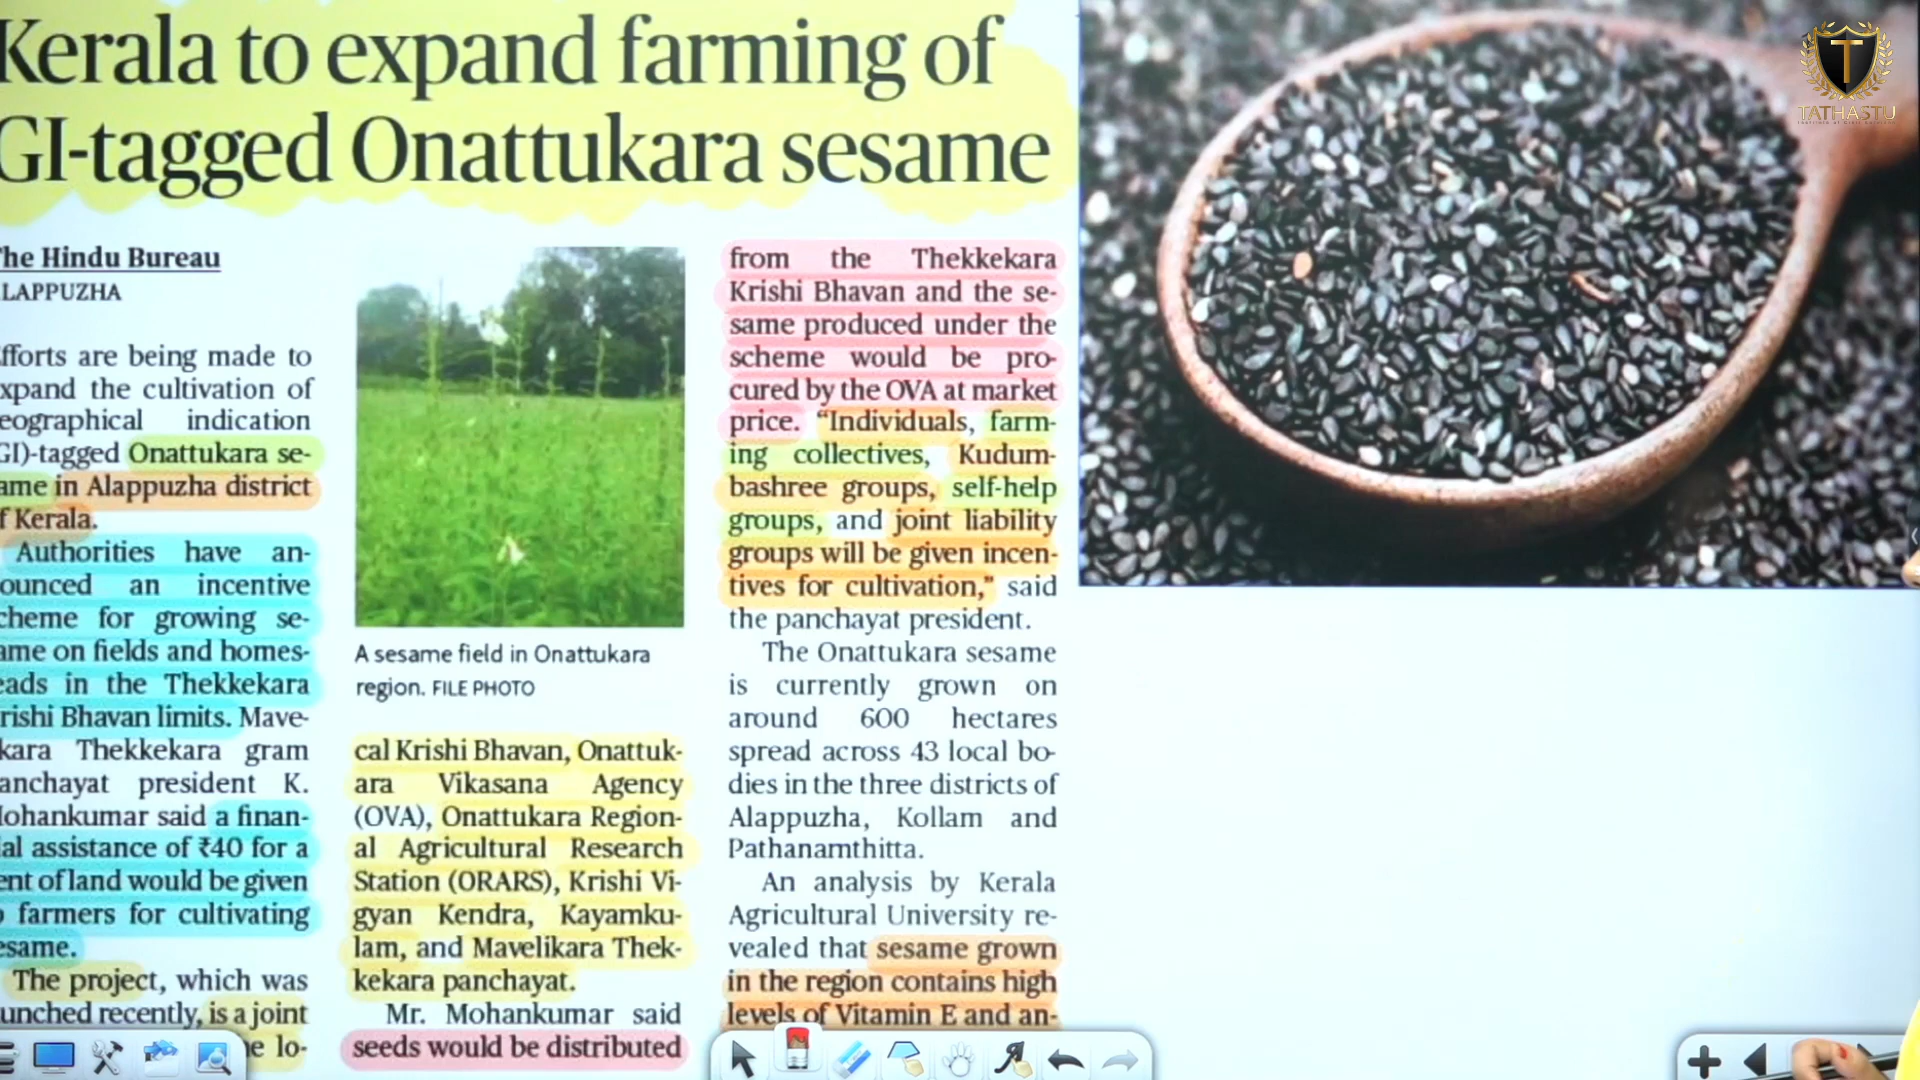 Kerala to expand farming of
GI-tagged Onattukara sesame
he Hindu Bureau
LAPPUZHA
fforts are being made to
xpand the cultivation of
eographical indication
GI)-tagged Onattukara se-
ame in Alappuzha district
f Kerala.
Authorities have an-
ounced an incentive
cheme for growing se-
ame on fields and homes-
eads in the Thekkekara
rishi Bhavan limits. Mave-
kara Thekkekara gram
anchayat president K.
ohankumar said a finan-
ial assistance of ₹40 for a
ent of land would be given
o farmers for cultivating
esame.
The project, which was
unched recently, is a joint
e lo-
A sesame field in Onattukara
region. FILE PHOTO
cal Krishi Bhavan, Onattuk-
ara Vikasana Agency
(OVA), Onattukara Region-
al Agricultural Research
Station (ORARS), Krishi Vi-
gyan Kendra, Kayamku-
lam, and Mavelikara Thek-
kekara panchayat.
Mr. Mohankumar said
seeds would be distributed
from the Thekkekara
Krishi Bhavan and the se-
same produced under the
scheme would be pro-
cured by the OVA at market
price. “Individuals, farm-
ing collectives, Kudum-
bashree groups, self-help
groups, and joint liability
groups will be given incen-
tives for cultivation,” said
the panchayat president.
The Onattukara sesame
is currently grown on
around 600 hectares
spread across 43 local bo-
dies in the three districts of
Alappuzha, Kollam and
Pathanamthitta.
An analysis by Kerala
Agricultural University re-
vealed that sesame grown
in the region contains high
levels of Vitamin E and an-
T
TATHASTU